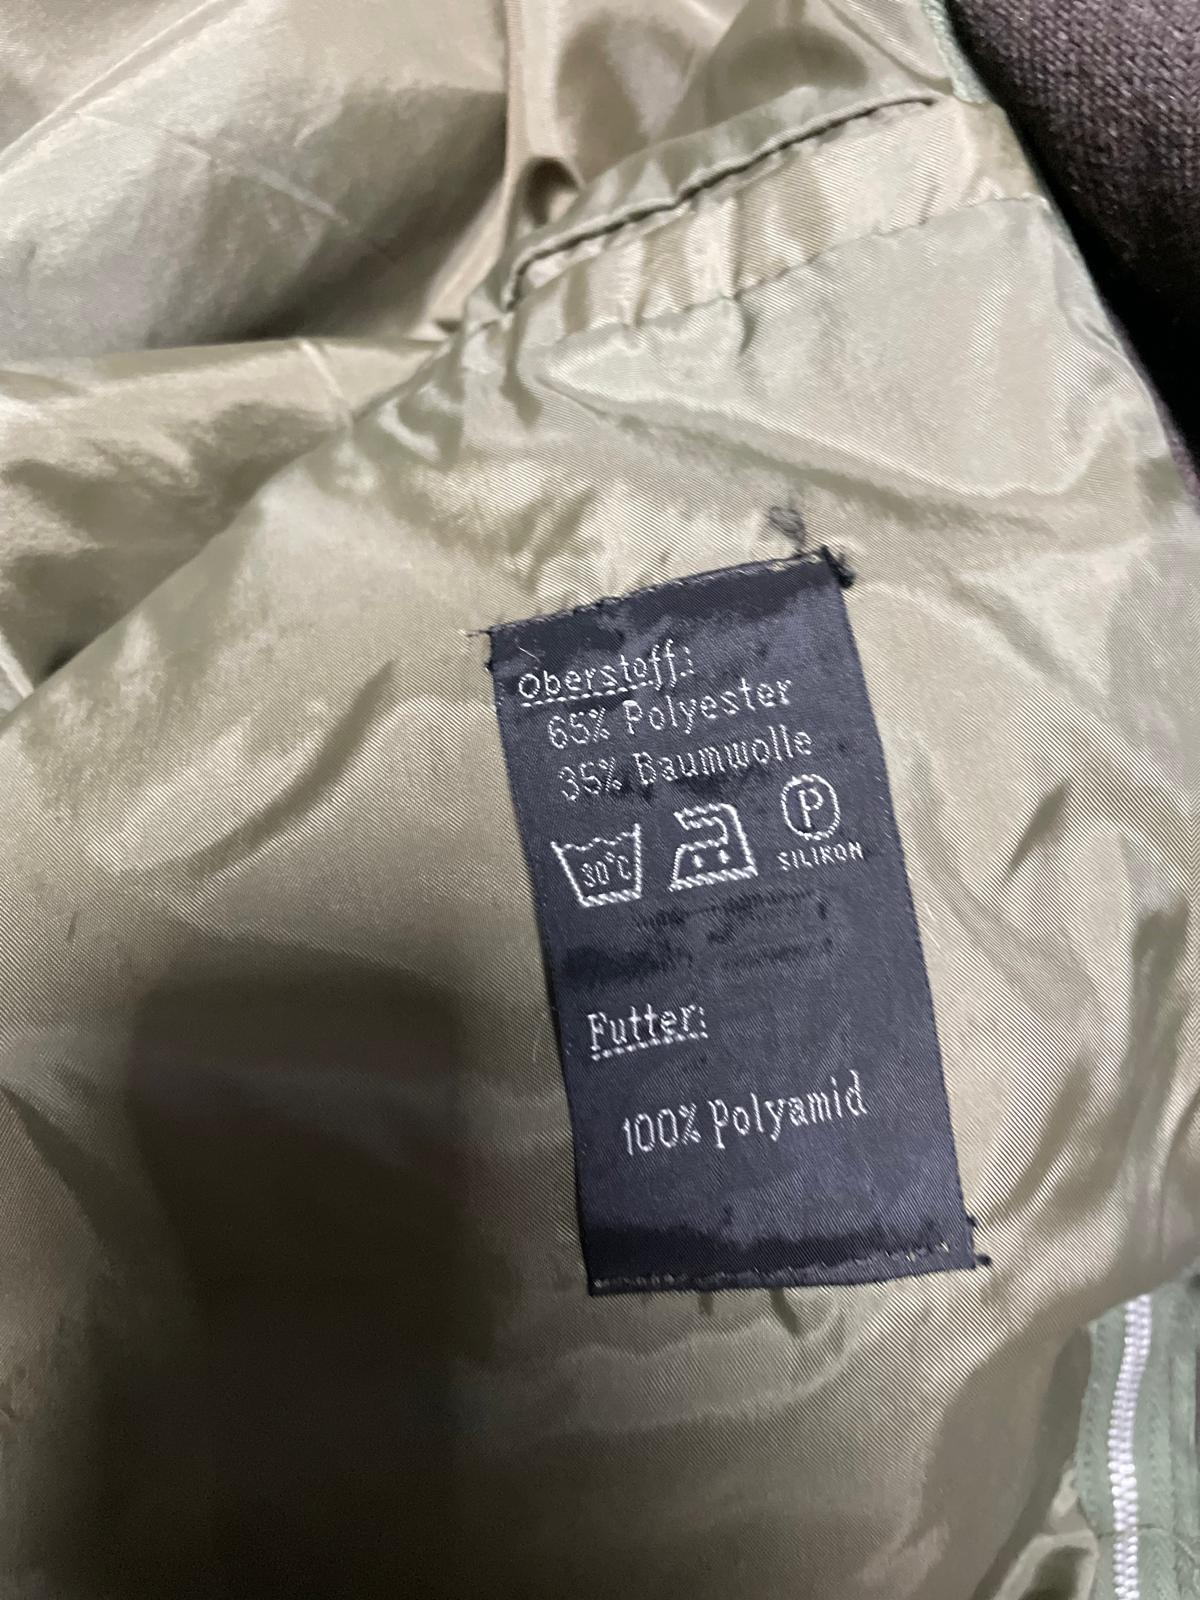 Oberstoff:
65% Polyester
35% Baumwolle
30°C P
SILIKON
Futter:
100% Polyamid